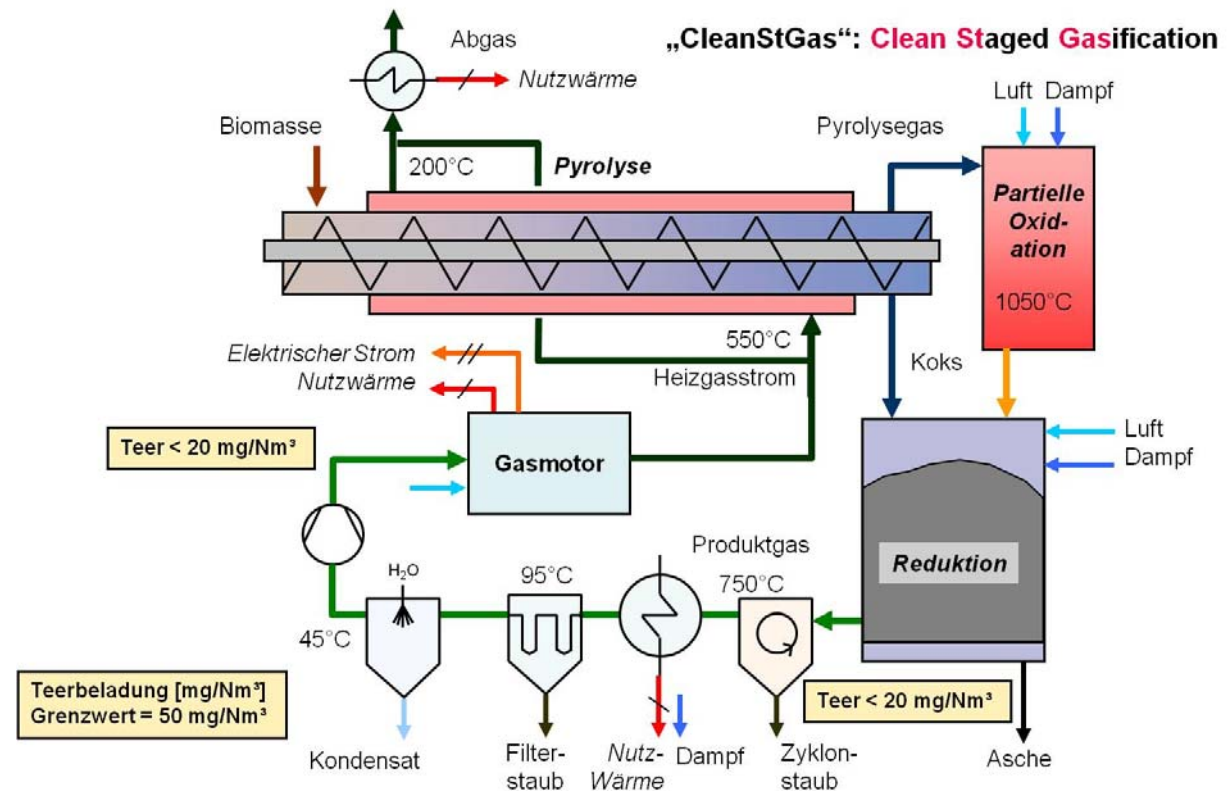 „CleanStGas“: Clean Staged Gasification
Abgas
Nutzwärme
Luft Dampf
Biomasse
Pyrolysegas
200°C
Pyrolyse
Partielle
Oxid-
ation
1050°C
550°C
Elektrischer Strom
Nutzwärme
Heizgasstrom
Koks
Teer < 20 mg/Nm³
Gasmotor
Luft
Dampf
Produktgas
Reduktion
H₂O
95°C
750°C
45°C
Teerbeladung [mg/Nm³]
Grenzwert = 50 mg/Nm³
Teer < 20 mg/Nm³
Kondensat
Filter-
staub
Nutz-
Wärme
Dampf
Zyklon-
staub
Asche